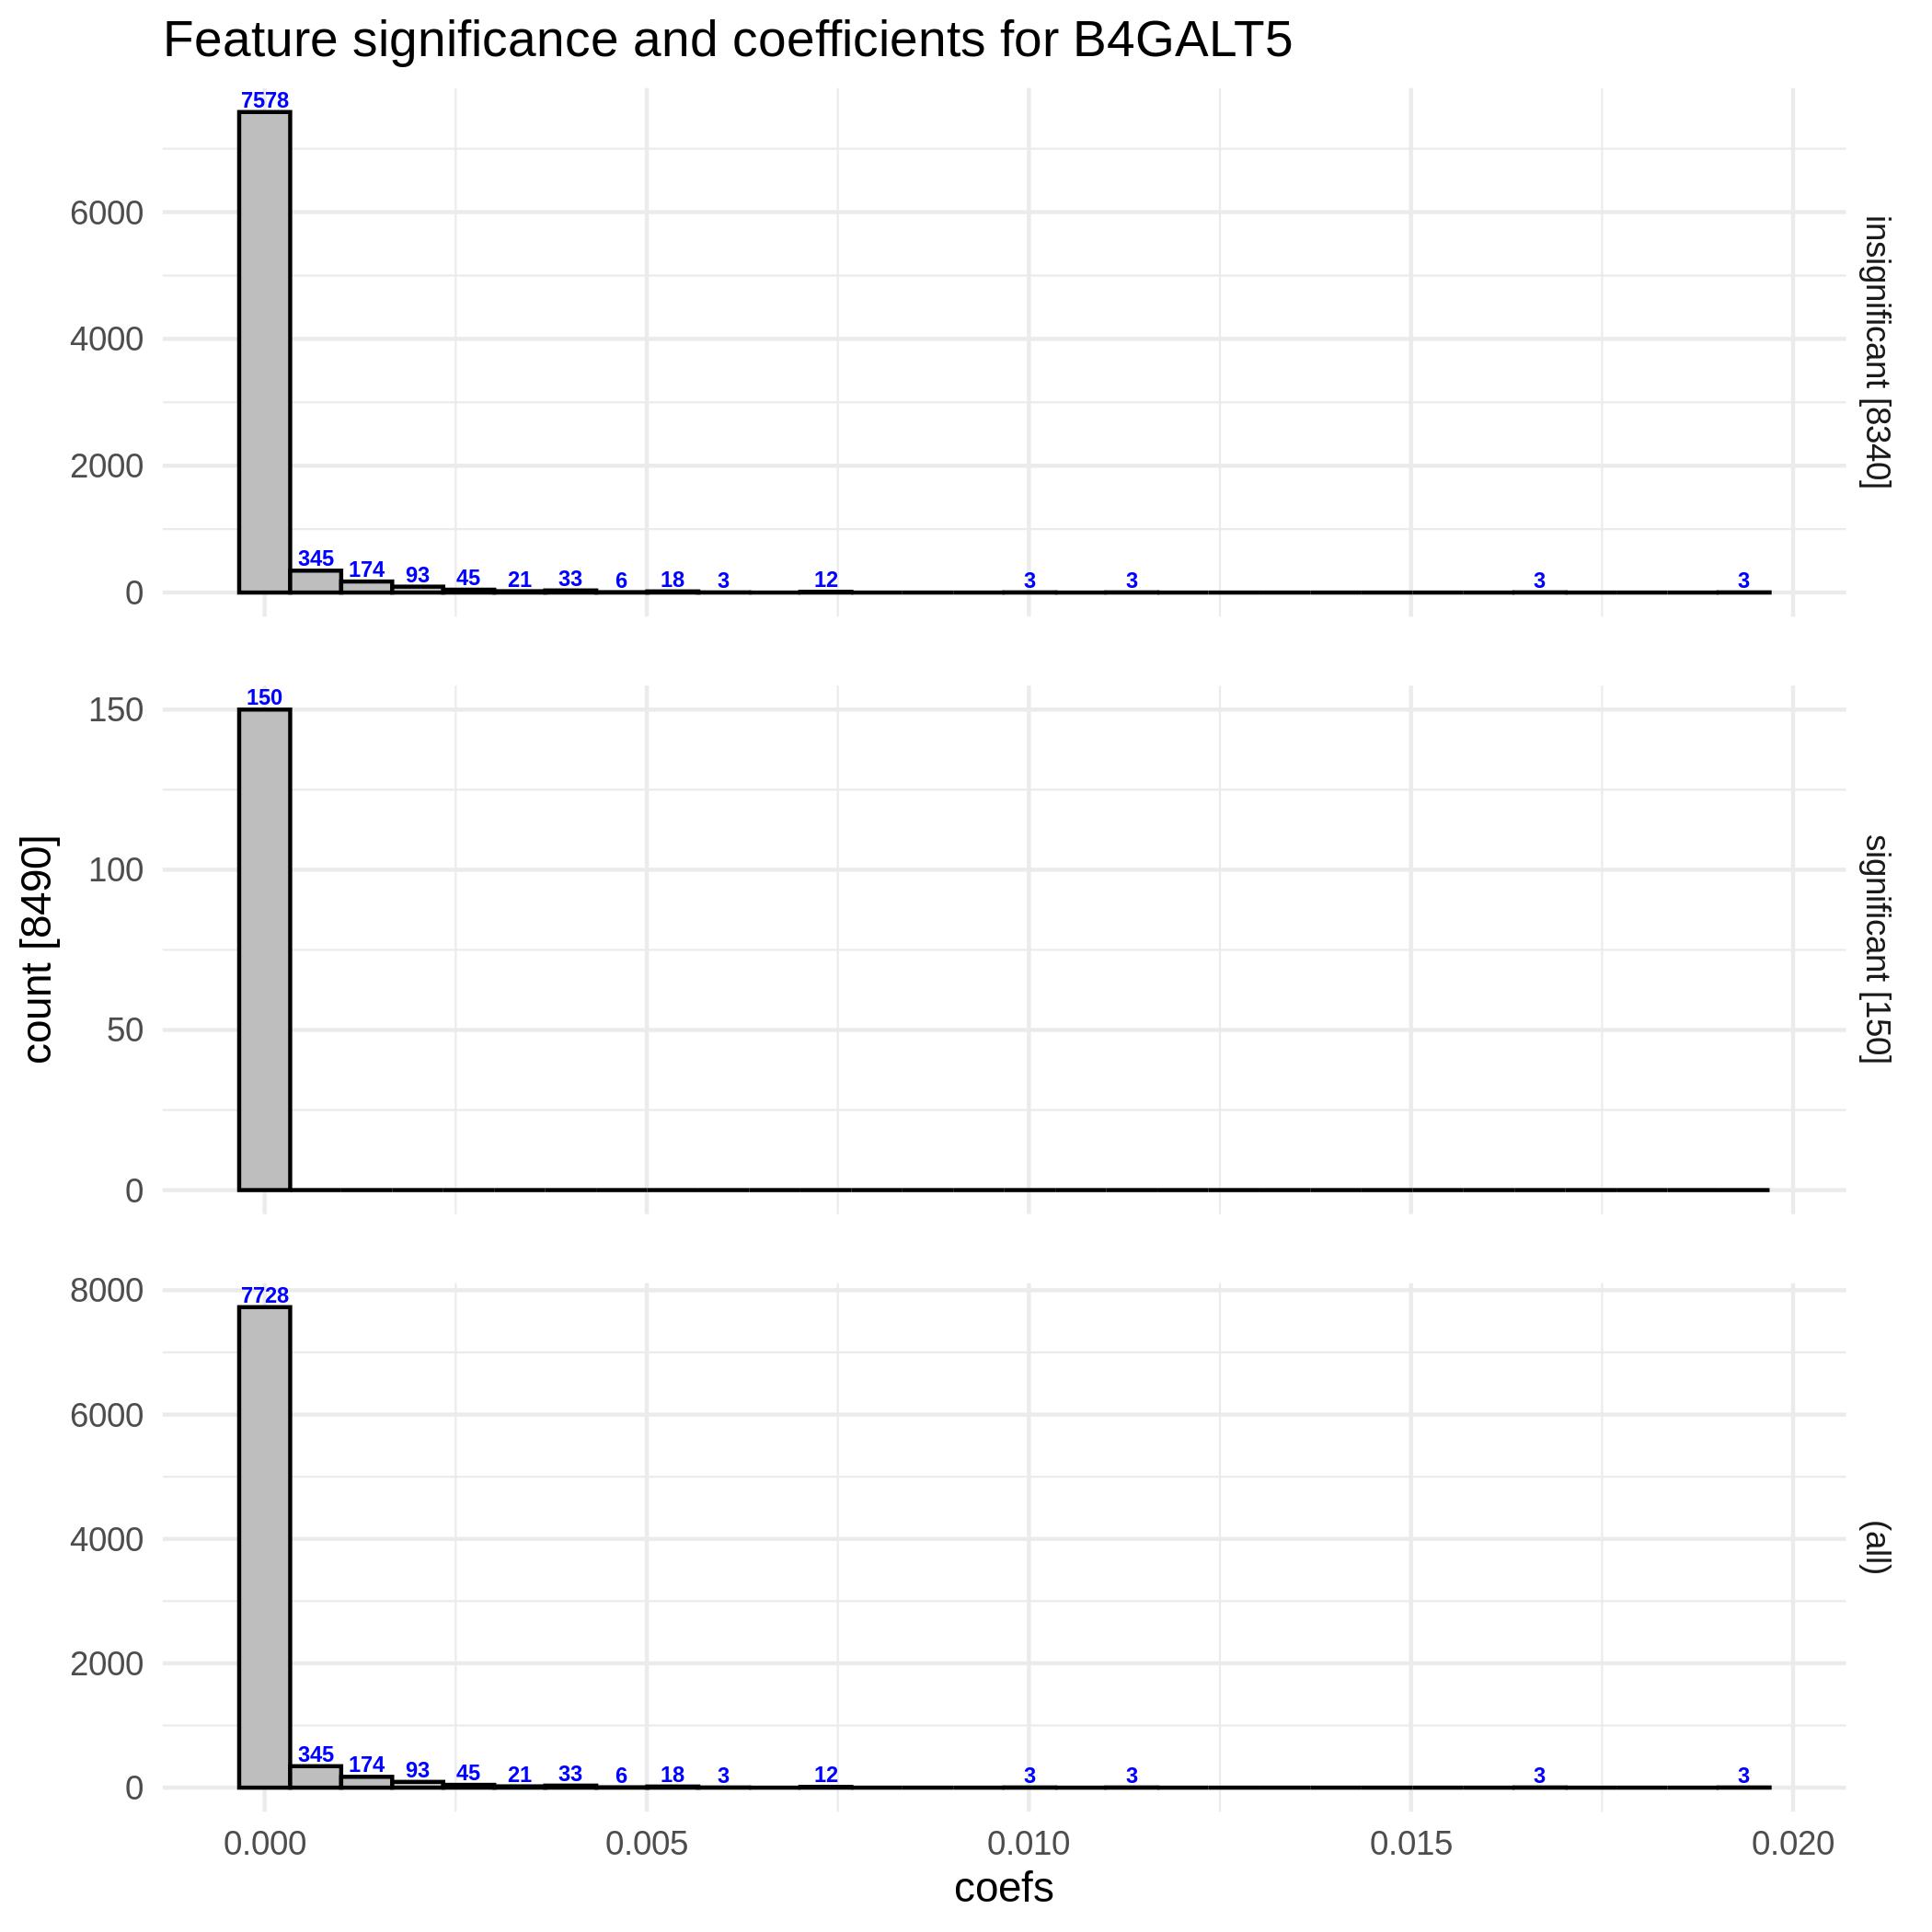 Feature significance and coefficients for B4GALT5
7578
6000
4000
2000
0
345 174 93 45 21 33 6 18 3 12 3 3 3 3
insignificant [8340]
count [8490]
150
150
100
50
0
significant [150]
8000
7728
6000
4000
2000
0
345 174 93 45 21 33 6 18 3 12 3 3 3 3
(all)
0.000 0.005 0.010 0.015 0.020
coefs